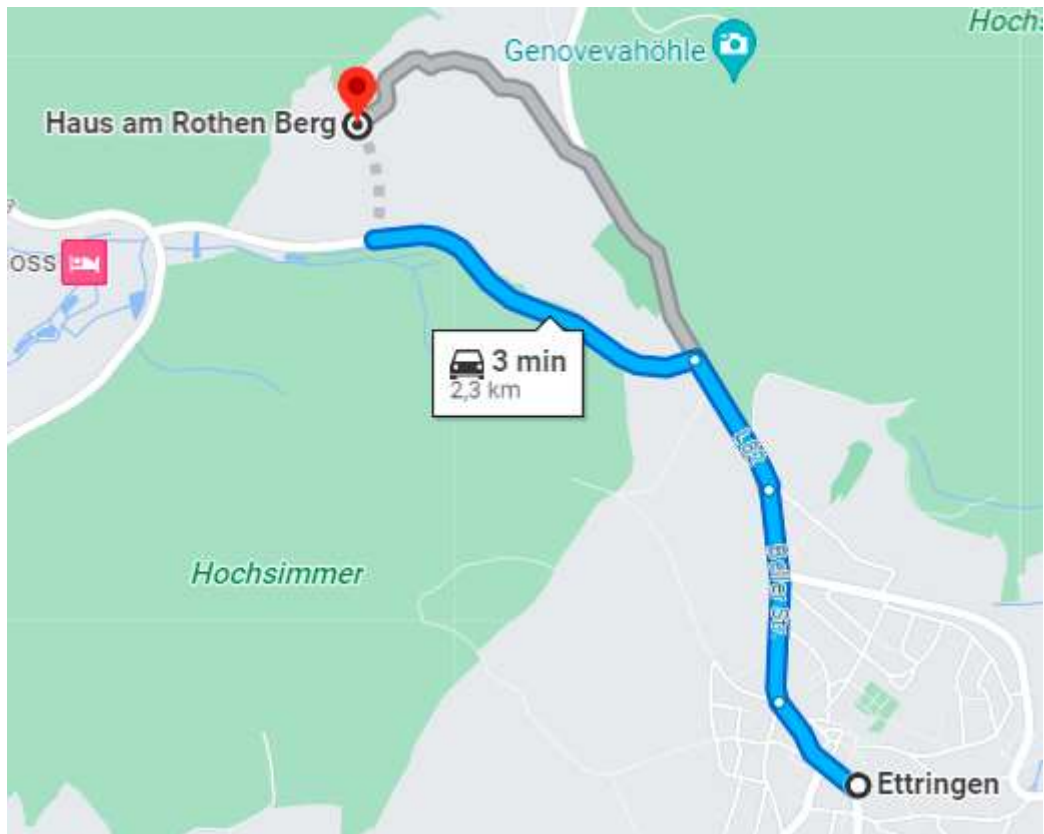 Hochs
Genovevahöhle
Haus am Rothen Berg
oss
3 min
2,3 km
L82
Hochsimmer
Ettringen